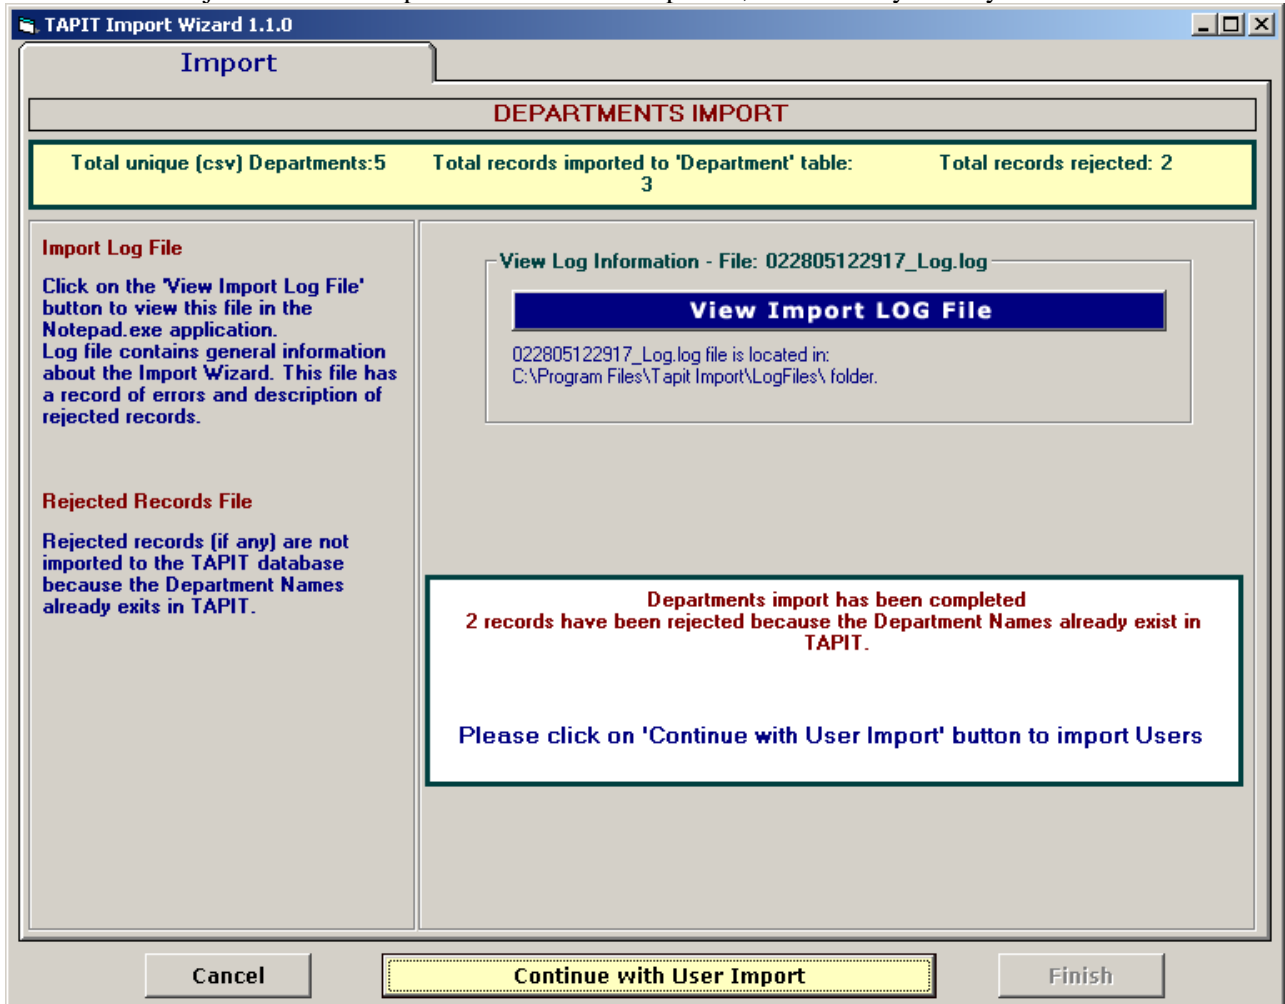 TAPIT Import Wizard 1.1.0
Import
DEPARTMENTS IMPORT
Total unique (csv) Departments:5 Total records imported to 'Department' table: Total records rejected: 2
3
Import Log File
Click on the 'View Import Log File'
button to view this file in the
Notepad.exe application.
Log file contains general information
about the Import Wizard. This file has
a record of errors and description of
rejected records.
Rejected Records File
Rejected records (if any) are not
imported to the TAPIT database
because the Department Names
already exits in TAPIT.
View Log Information - File: 022805122917_Log.log
View Import LOG File
022805122917_Log.log file is located in:
C:\Program Files\Tapit Import\LogFiles\ folder.
Departments import has been completed
2 records have been rejected because the Department Names already exist in
TAPIT.
Please click on 'Continue with User Import' button to import Users
Cancel
Continue with User Import
Finish